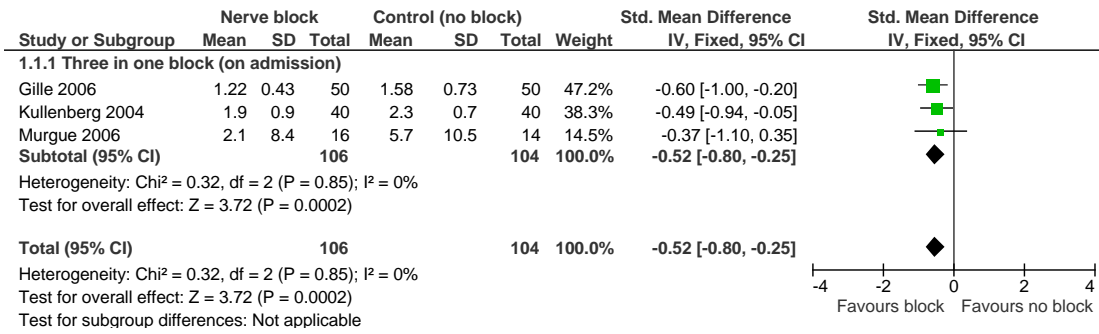 Nerve block Control (no block) Std. Mean Difference Std. Mean Difference
Study or Subgroup Mean SD Total Mean SD Total Weight IV, Fixed, 95% CI IV, Fixed, 95% CI
1.1.1 Three in one block (on admission)
Gille 2006 1.22 0.43 50 1.58 0.73 50 47.2% -0.60 [-1.00, -0.20]
Kullenberg 2004 1.9 0.9 40 2.3 0.7 40 38.3% -0.49 [-0.94, -0.05]
Murgue 2006 2.1 8.4 16 5.7 10.5 14 14.5% -0.37 [-1.10, 0.35]
Subtotal (95% CI) 106 104 100.0% -0.52 [-0.80, -0.25]
Heterogeneity: Chi² = 0.32, df = 2 (P = 0.85); I² = 0%
Test for overall effect: Z = 3.72 (P = 0.0002)
Total (95% CI) 106 104 100.0% -0.52 [-0.80, -0.25]
Heterogeneity: Chi² = 0.32, df = 2 (P = 0.85); I² = 0%
Test for overall effect: Z = 3.72 (P = 0.0002)
Test for subgroup differences: Not applicable
-4 -2 0 2 4
Favours block Favours no block